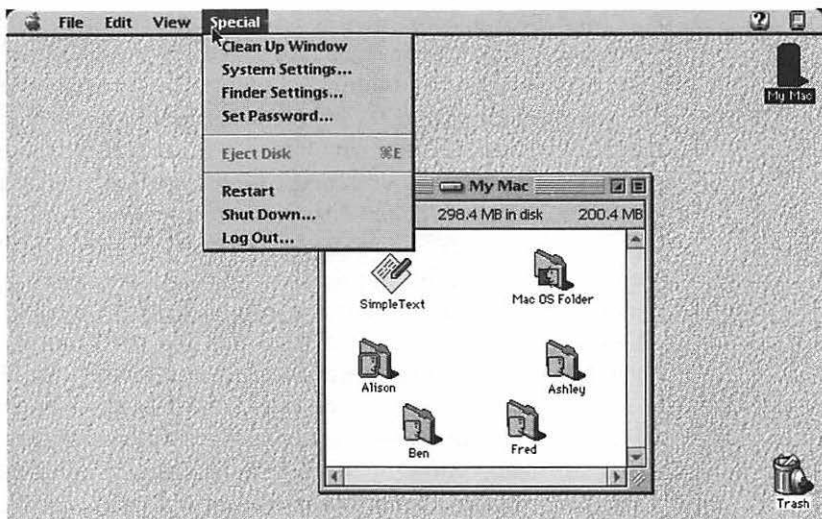 File Edit View Special
Clean Up Window
System Settings...
Finder Settings...
Set Password...
Eject Disk ⌘E
Restart
Shut Down...
Log Out...
My Mac
My Mac
298.4 MB in disk 200.4 MB
SimpleText
Mac OS Folder
Alison
Ashley
Ben
Fred
Trash